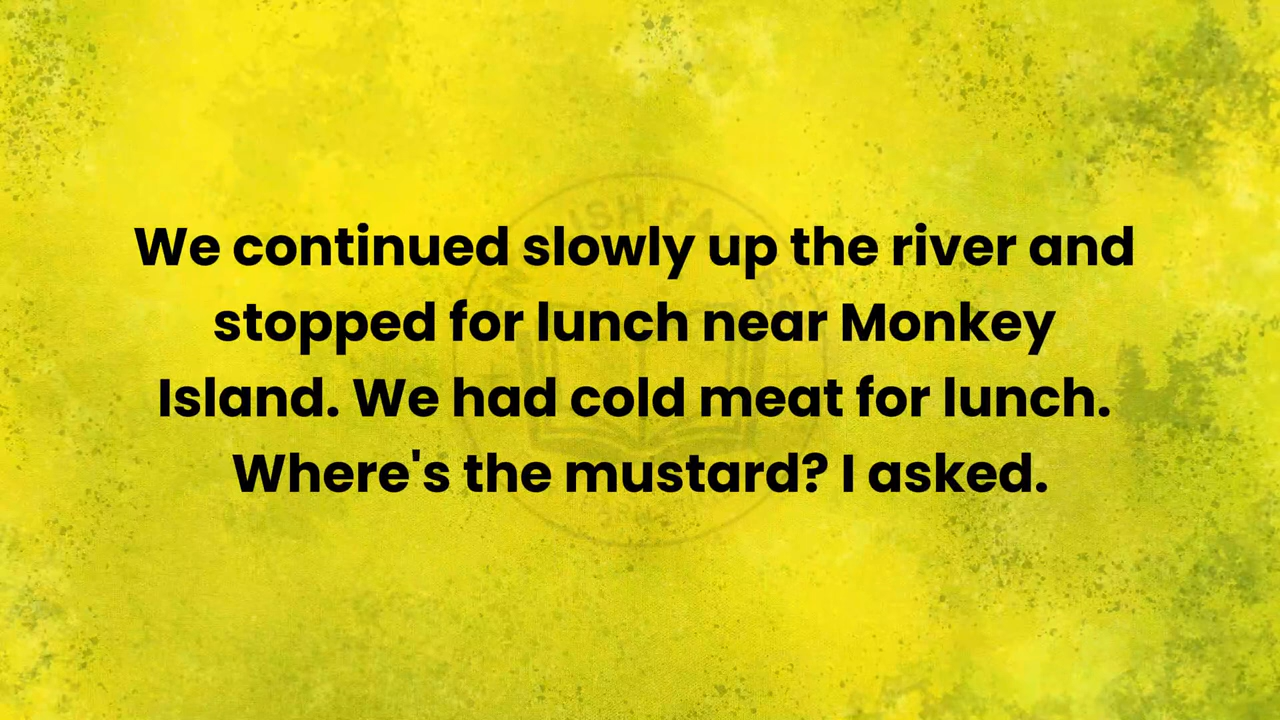 We continued slowly up the river and
stopped for lunch near Monkey
Island. We had cold meat for lunch.
Where's the mustard? I asked.